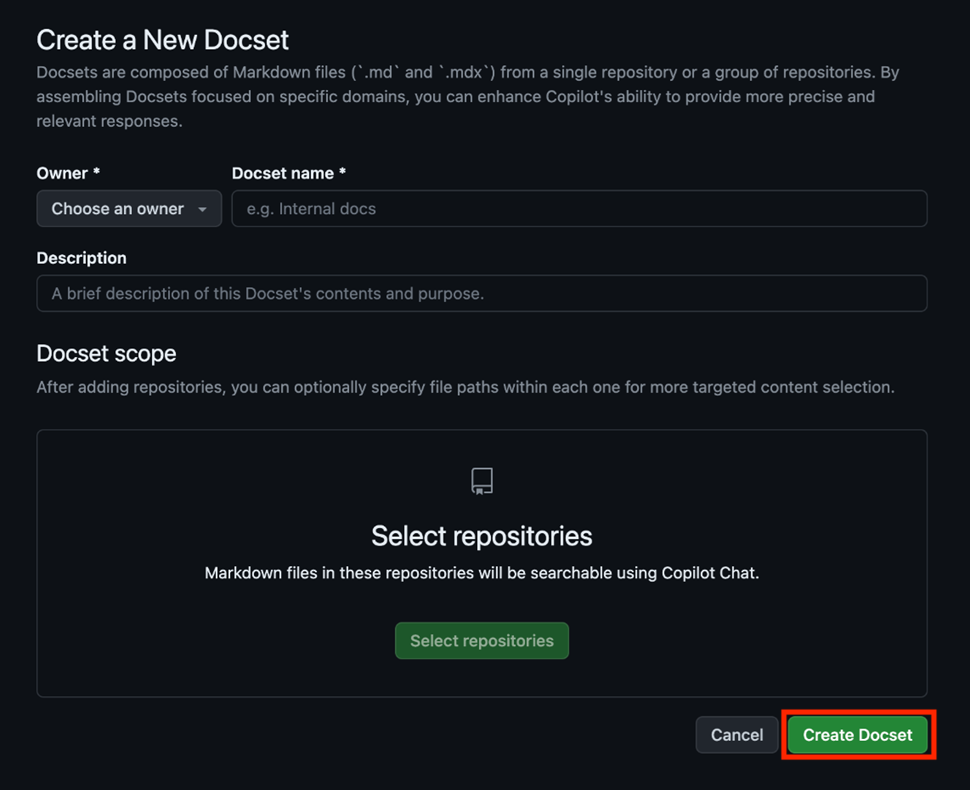 Create a New Docset
Docsets are composed of Markdown files (`.md` and `.mdx`) from a single repository or a group of repositories. By
assembling Docsets focused on specific domains, you can enhance Copilot's ability to provide more precise and
relevant responses.
Owner * Docset name *
Choose an owner e.g. Internal docs
Description
A brief description of this Docset's contents and purpose.
Docset scope
After adding repositories, you can optionally specify file paths within each one for more targeted content selection.
Select repositories
Markdown files in these repositories will be searchable using Copilot Chat.
Select repositories
Cancel Create Docset